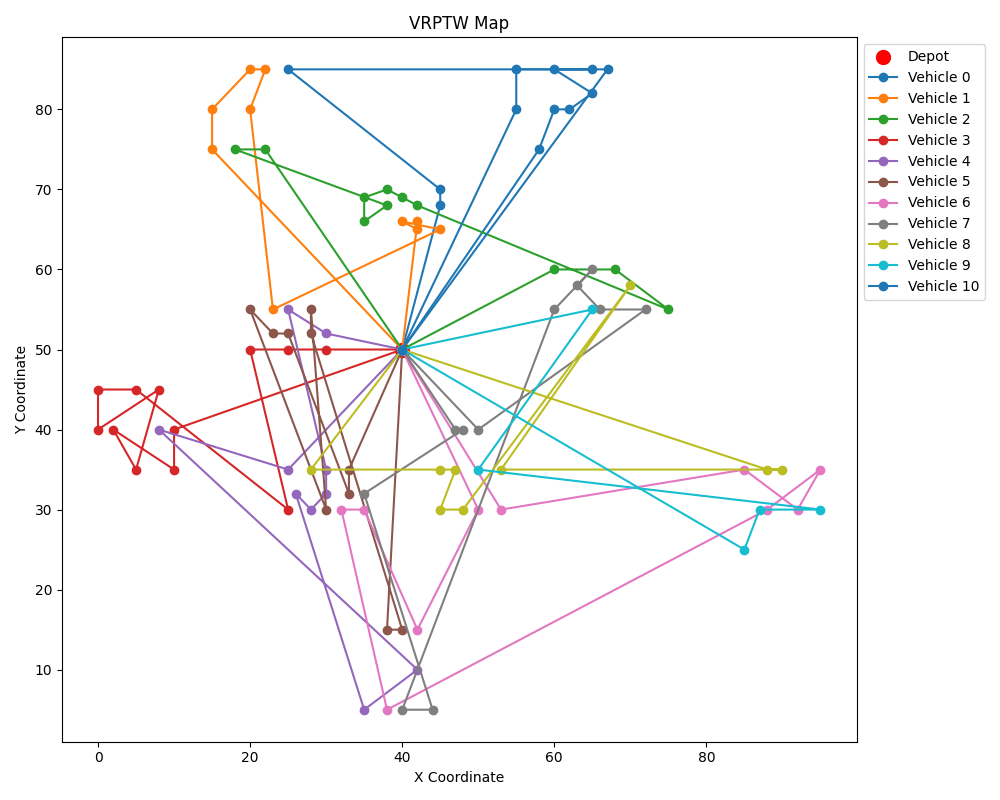 VRPTW Map
Y Coordinate
80
70
60
50
40
30
20
10
0
20
40
60
80
X Coordinate
Depot
Vehicle 0
Vehicle 1
Vehicle 2
Vehicle 3
Vehicle 4
Vehicle 5
Vehicle 6
Vehicle 7
Vehicle 8
Vehicle 9
Vehicle 10